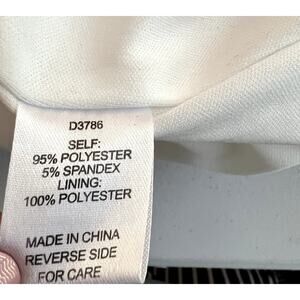 D3786
SELF:
95% POLYESTER
5% SPANDEX
LINING:
100% POLYESTER
MADE IN CHINA
REVERSE SIDE
FOR CARE